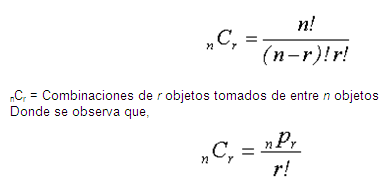 nCr = n! / (n-r)!r!
nCr = Combinaciones de r objetos tomados de entre n objetos
Donde se observa que,
nCr = nPr / r!